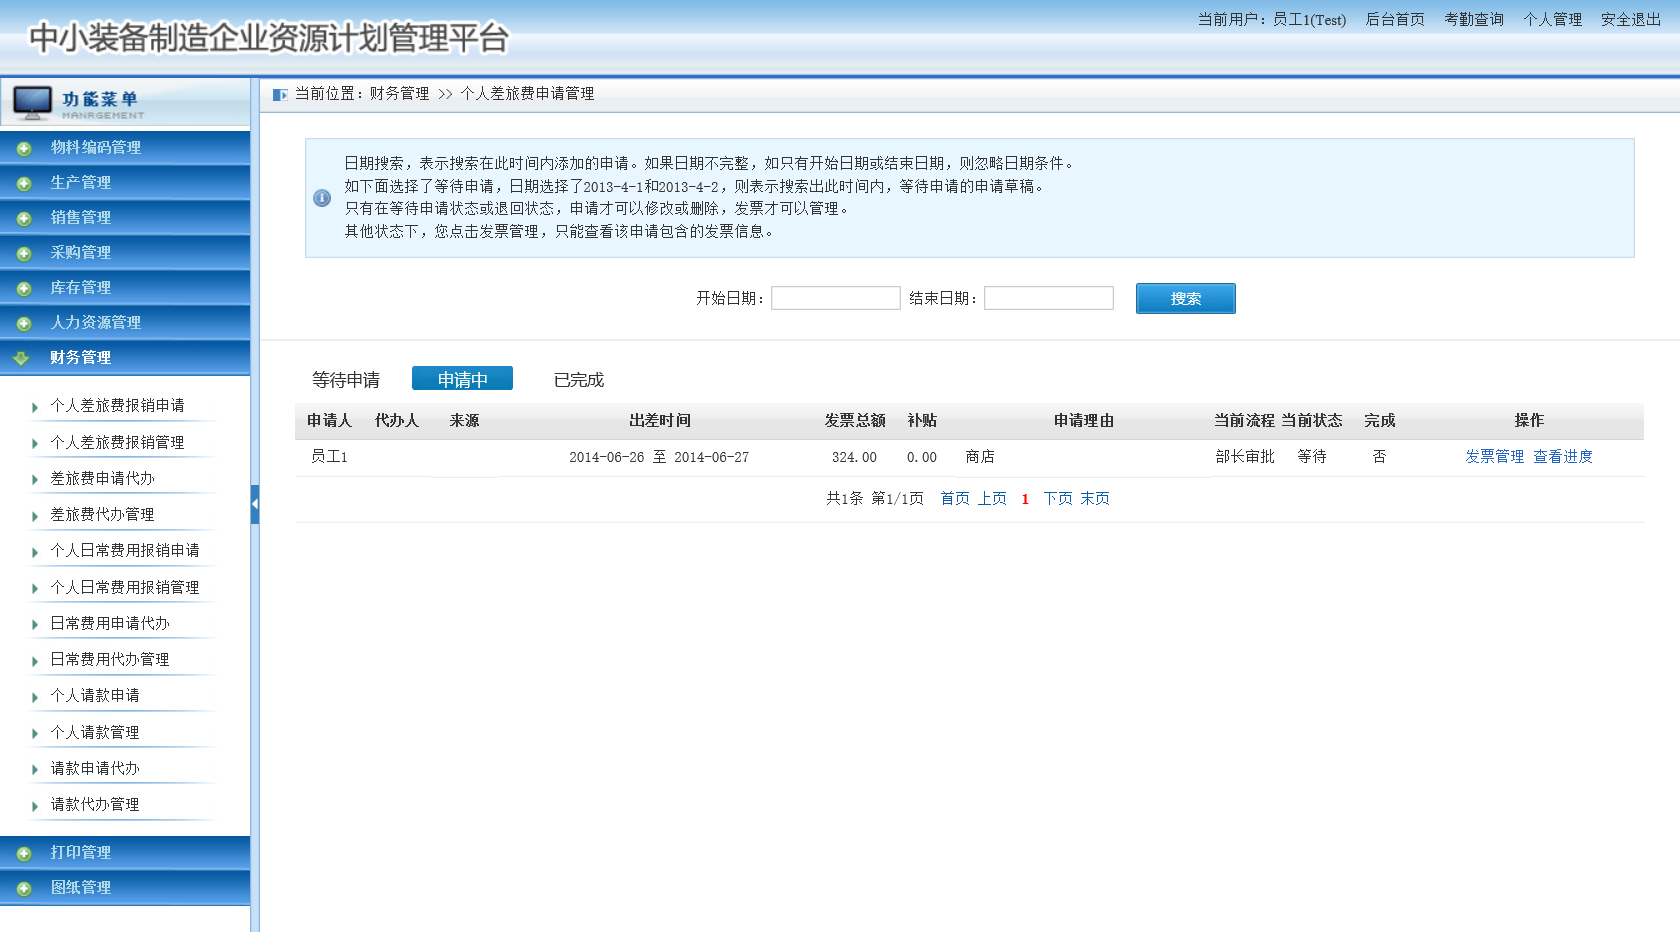 当前用户：员工1(Test) 后台首页 考勤查询 个人管理 安全退出
中小装备制造企业资源计划管理平台
功能菜单
MANRGEMENT
当前位置：财务管理 >> 个人差旅费申请管理
物料编码管理
生产管理
销售管理
采购管理
库存管理
人力资源管理
财务管理
个人差旅费报销申请
个人差旅费报销管理
差旅费申请代办
差旅费代办管理
个人日常费用报销申请
个人日常费用报销管理
日常费用申请代办
日常费用代办管理
个人请款申请
个人请款管理
请款申请代办
请款代办管理
打印管理
图纸管理
日期搜索，表示搜索在此时间内添加的申请。如果日期不完整，如只有开始日期或结束日期，则忽略日期条件。
如下面选择了等待申请，日期选择了2013-4-1和2013-4-2，则表示搜索出此时间内，等待申请的申请草稿。
只有在等待申请状态或退回状态，申请才可以修改或删除，发票才可以管理。
其他状态下，您点击发票管理，只能查看该申请包含的发票信息。
开始日期： 结束日期： 搜索
等待申请 申请中 已完成
申请人 代办人 来源 出差时间 发票总额 补贴 申请理由 当前流程 当前状态 完成 操作
员工1 2014-06-26 至 2014-06-27 324.00 0.00 商店 部长审批 等待 否 发票管理 查看进度
共1条 第1/1页 首页 上页 1 下页 末页